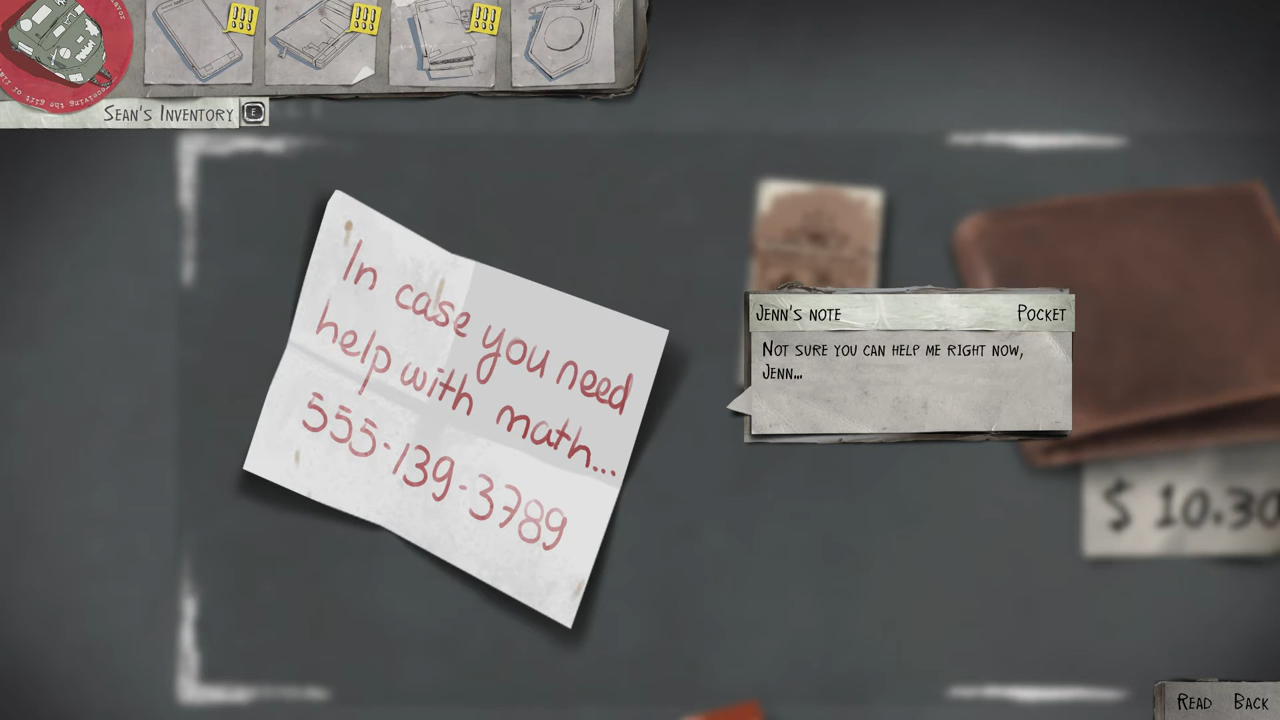 SEAN'S INVENTORY E
In case you need
help with math...
555-139-3789
JENN'S NOTE POCKET
NOT SURE YOU CAN HELP ME RIGHT NOW,
JENN...
$ 10.30
READ BACK